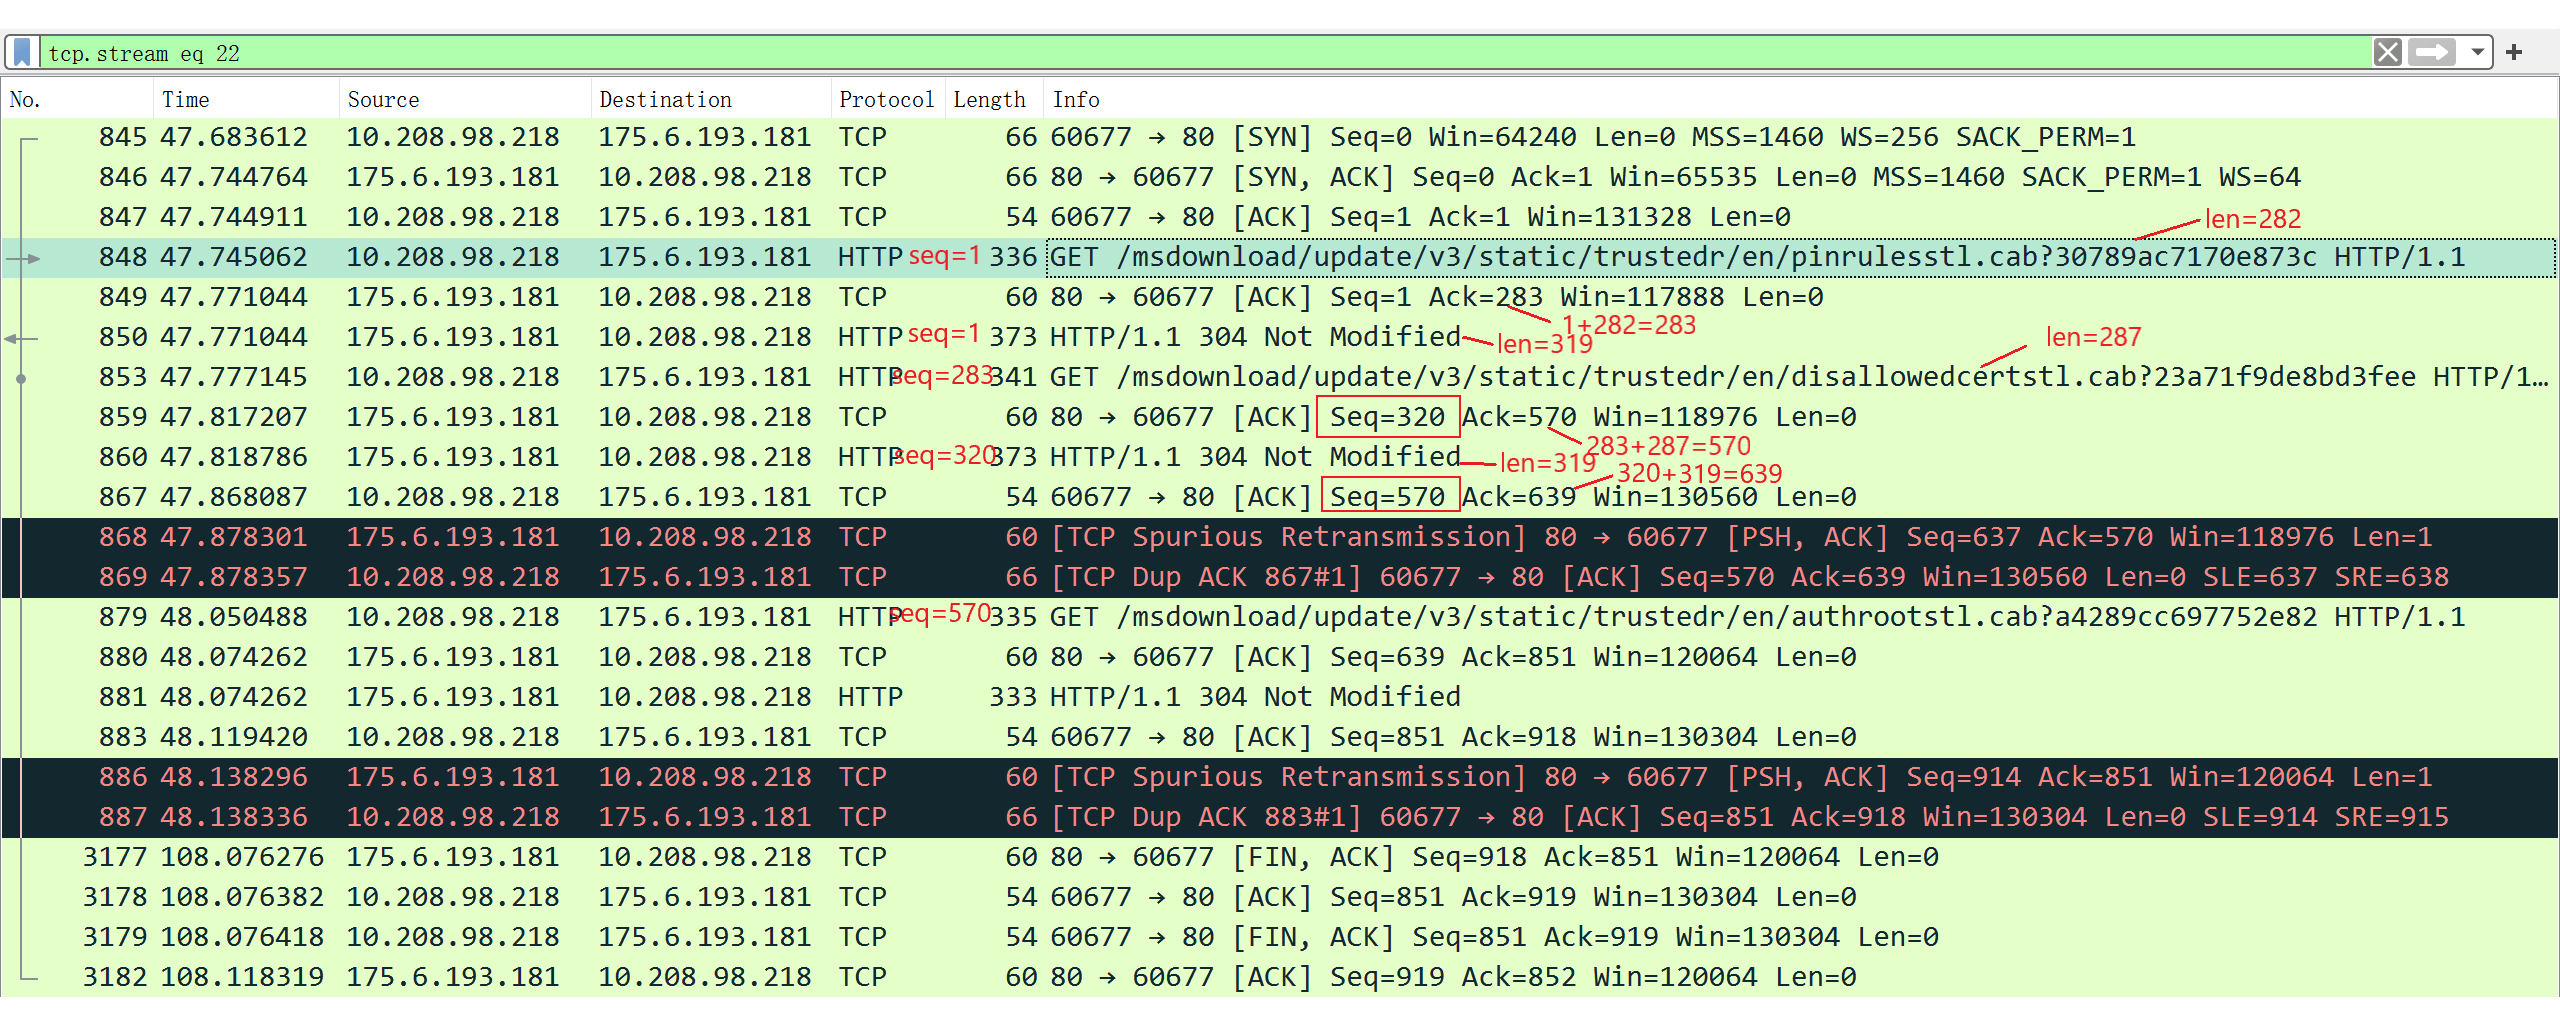 tcp.stream eq 22
No. Time Source Destination Protocol Length Info
845 47.683612 10.208.98.218 175.6.193.181 TCP 66 60677 → 80 [SYN] Seq=0 Win=64240 Len=0 MSS=1460 WS=256 SACK_PERM=1
846 47.744764 175.6.193.181 10.208.98.218 TCP 66 80 → 60677 [SYN, ACK] Seq=0 Ack=1 Win=65535 Len=0 MSS=1460 SACK_PERM=1 WS=64
847 47.744911 10.208.98.218 175.6.193.181 TCP 54 60677 → 80 [ACK] Seq=1 Ack=1 Win=131328 Len=0
len=282
848 47.745062 10.208.98.218 175.6.193.181 HTTP seq=1 336 GET /msdownload/update/v3/static/trustedr/en/pinrulesstl.cab?30789ac7170e873c HTTP/1.1
849 47.771044 175.6.193.181 10.208.98.218 TCP 60 80 → 60677 [ACK] Seq=1 Ack=283 Win=117888 Len=0
1+282=283
850 47.771044 175.6.193.181 10.208.98.218 HTTP seq=1 373 HTTP/1.1 304 Not Modified len=319
len=287
853 47.777145 10.208.98.218 175.6.193.181 HTTP seq=283 341 GET /msdownload/update/v3/static/trustedr/en/disallowedcertstl.cab?23a71f9de8bd3fee HTTP/1…
859 47.817207 175.6.193.181 10.208.98.218 TCP 60 80 → 60677 [ACK] Seq=320 Ack=570 Win=118976 Len=0
283+287=570
860 47.818786 175.6.193.181 10.208.98.218 HTTP seq=320 373 HTTP/1.1 304 Not Modified len=319
320+319=639
867 47.868087 10.208.98.218 175.6.193.181 TCP 54 60677 → 80 [ACK] Seq=570 Ack=639 Win=130560 Len=0
868 47.878301 175.6.193.181 10.208.98.218 TCP 60 [TCP Spurious Retransmission] 80 → 60677 [PSH, ACK] Seq=637 Ack=570 Win=118976 Len=1
869 47.878357 10.208.98.218 175.6.193.181 TCP 66 [TCP Dup ACK 867#1] 60677 → 80 [ACK] Seq=570 Ack=639 Win=130560 Len=0 SLE=637 SRE=638
879 48.050488 10.208.98.218 175.6.193.181 HTTP seq=570 335 GET /msdownload/update/v3/static/trustedr/en/authrootstl.cab?a4289cc697752e82 HTTP/1.1
880 48.074262 175.6.193.181 10.208.98.218 TCP 60 80 → 60677 [ACK] Seq=639 Ack=851 Win=120064 Len=0
881 48.074262 175.6.193.181 10.208.98.218 HTTP 333 HTTP/1.1 304 Not Modified
883 48.119420 10.208.98.218 175.6.193.181 TCP 54 60677 → 80 [ACK] Seq=851 Ack=918 Win=130304 Len=0
886 48.138296 175.6.193.181 10.208.98.218 TCP 60 [TCP Spurious Retransmission] 80 → 60677 [PSH, ACK] Seq=914 Ack=851 Win=120064 Len=1
887 48.138336 10.208.98.218 175.6.193.181 TCP 66 [TCP Dup ACK 883#1] 60677 → 80 [ACK] Seq=851 Ack=918 Win=130304 Len=0 SLE=914 SRE=915
3177 108.076276 175.6.193.181 10.208.98.218 TCP 60 80 → 60677 [FIN, ACK] Seq=918 Ack=851 Win=120064 Len=0
3178 108.076382 10.208.98.218 175.6.193.181 TCP 54 60677 → 80 [ACK] Seq=851 Ack=919 Win=130304 Len=0
3179 108.076418 10.208.98.218 175.6.193.181 TCP 54 60677 → 80 [FIN, ACK] Seq=851 Ack=919 Win=130304 Len=0
3182 108.118319 175.6.193.181 10.208.98.218 TCP 60 80 → 60677 [ACK] Seq=919 Ack=852 Win=120064 Len=0